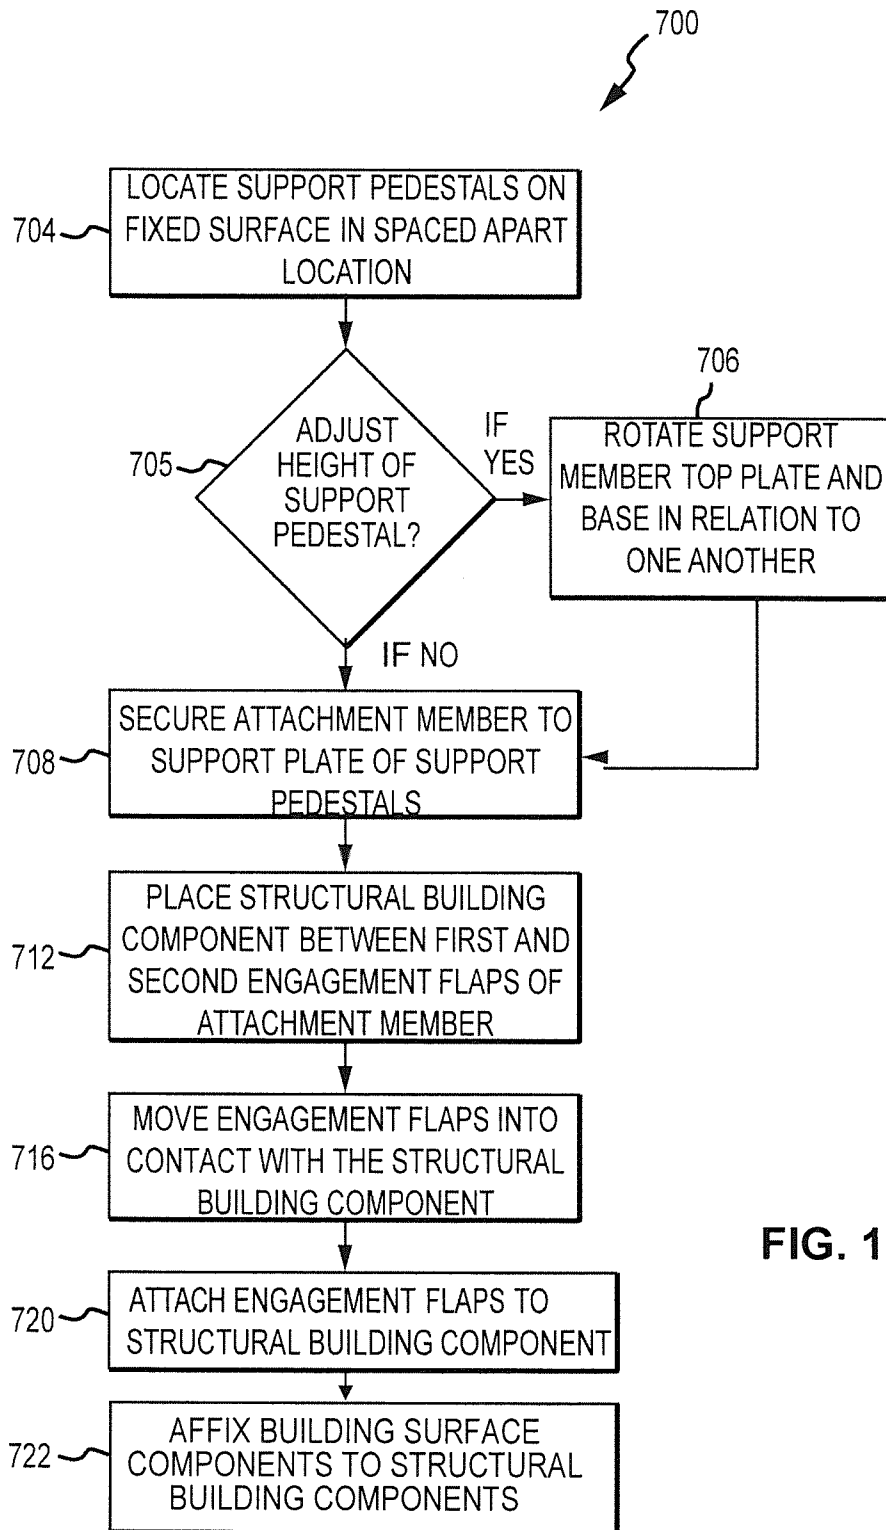 700
704
LOCATE SUPPORT PEDESTALS ON
FIXED SURFACE IN SPACED APART
LOCATION
705
ADJUST
HEIGHT OF
SUPPORT
PEDESTAL?
IF
YES
706
ROTATE SUPPORT
MEMBER TOP PLATE AND
BASE IN RELATION TO
ONE ANOTHER
IF NO
708
SECURE ATTACHMENT MEMBER TO
SUPPORT PLATE OF SUPPORT
PEDESTALS
712
PLACE STRUCTURAL BUILDING
COMPONENT BETWEEN FIRST AND
SECOND ENGAGEMENT FLAPS OF
ATTACHMENT MEMBER
716
MOVE ENGAGEMENT FLAPS INTO
CONTACT WITH THE STRUCTURAL
BUILDING COMPONENT
FIG. 1
720
ATTACH ENGAGEMENT FLAPS TO
STRUCTURAL BUILDING COMPONENT
722
AFFIX BUILDING SURFACE
COMPONENTS TO STRUCTURAL
BUILDING COMPONENTS